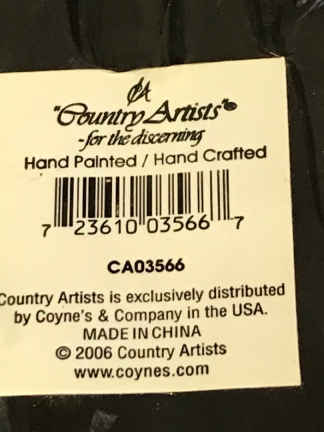 CA
"Country Artists"®
-for the discerning
Hand Painted / Hand Crafted
7 23610 03566 7
CA03566
Country Artists is exclusively distributed
by Coyne's & Company in the USA.
MADE IN CHINA
© 2006 Country Artists
www.coynes.com